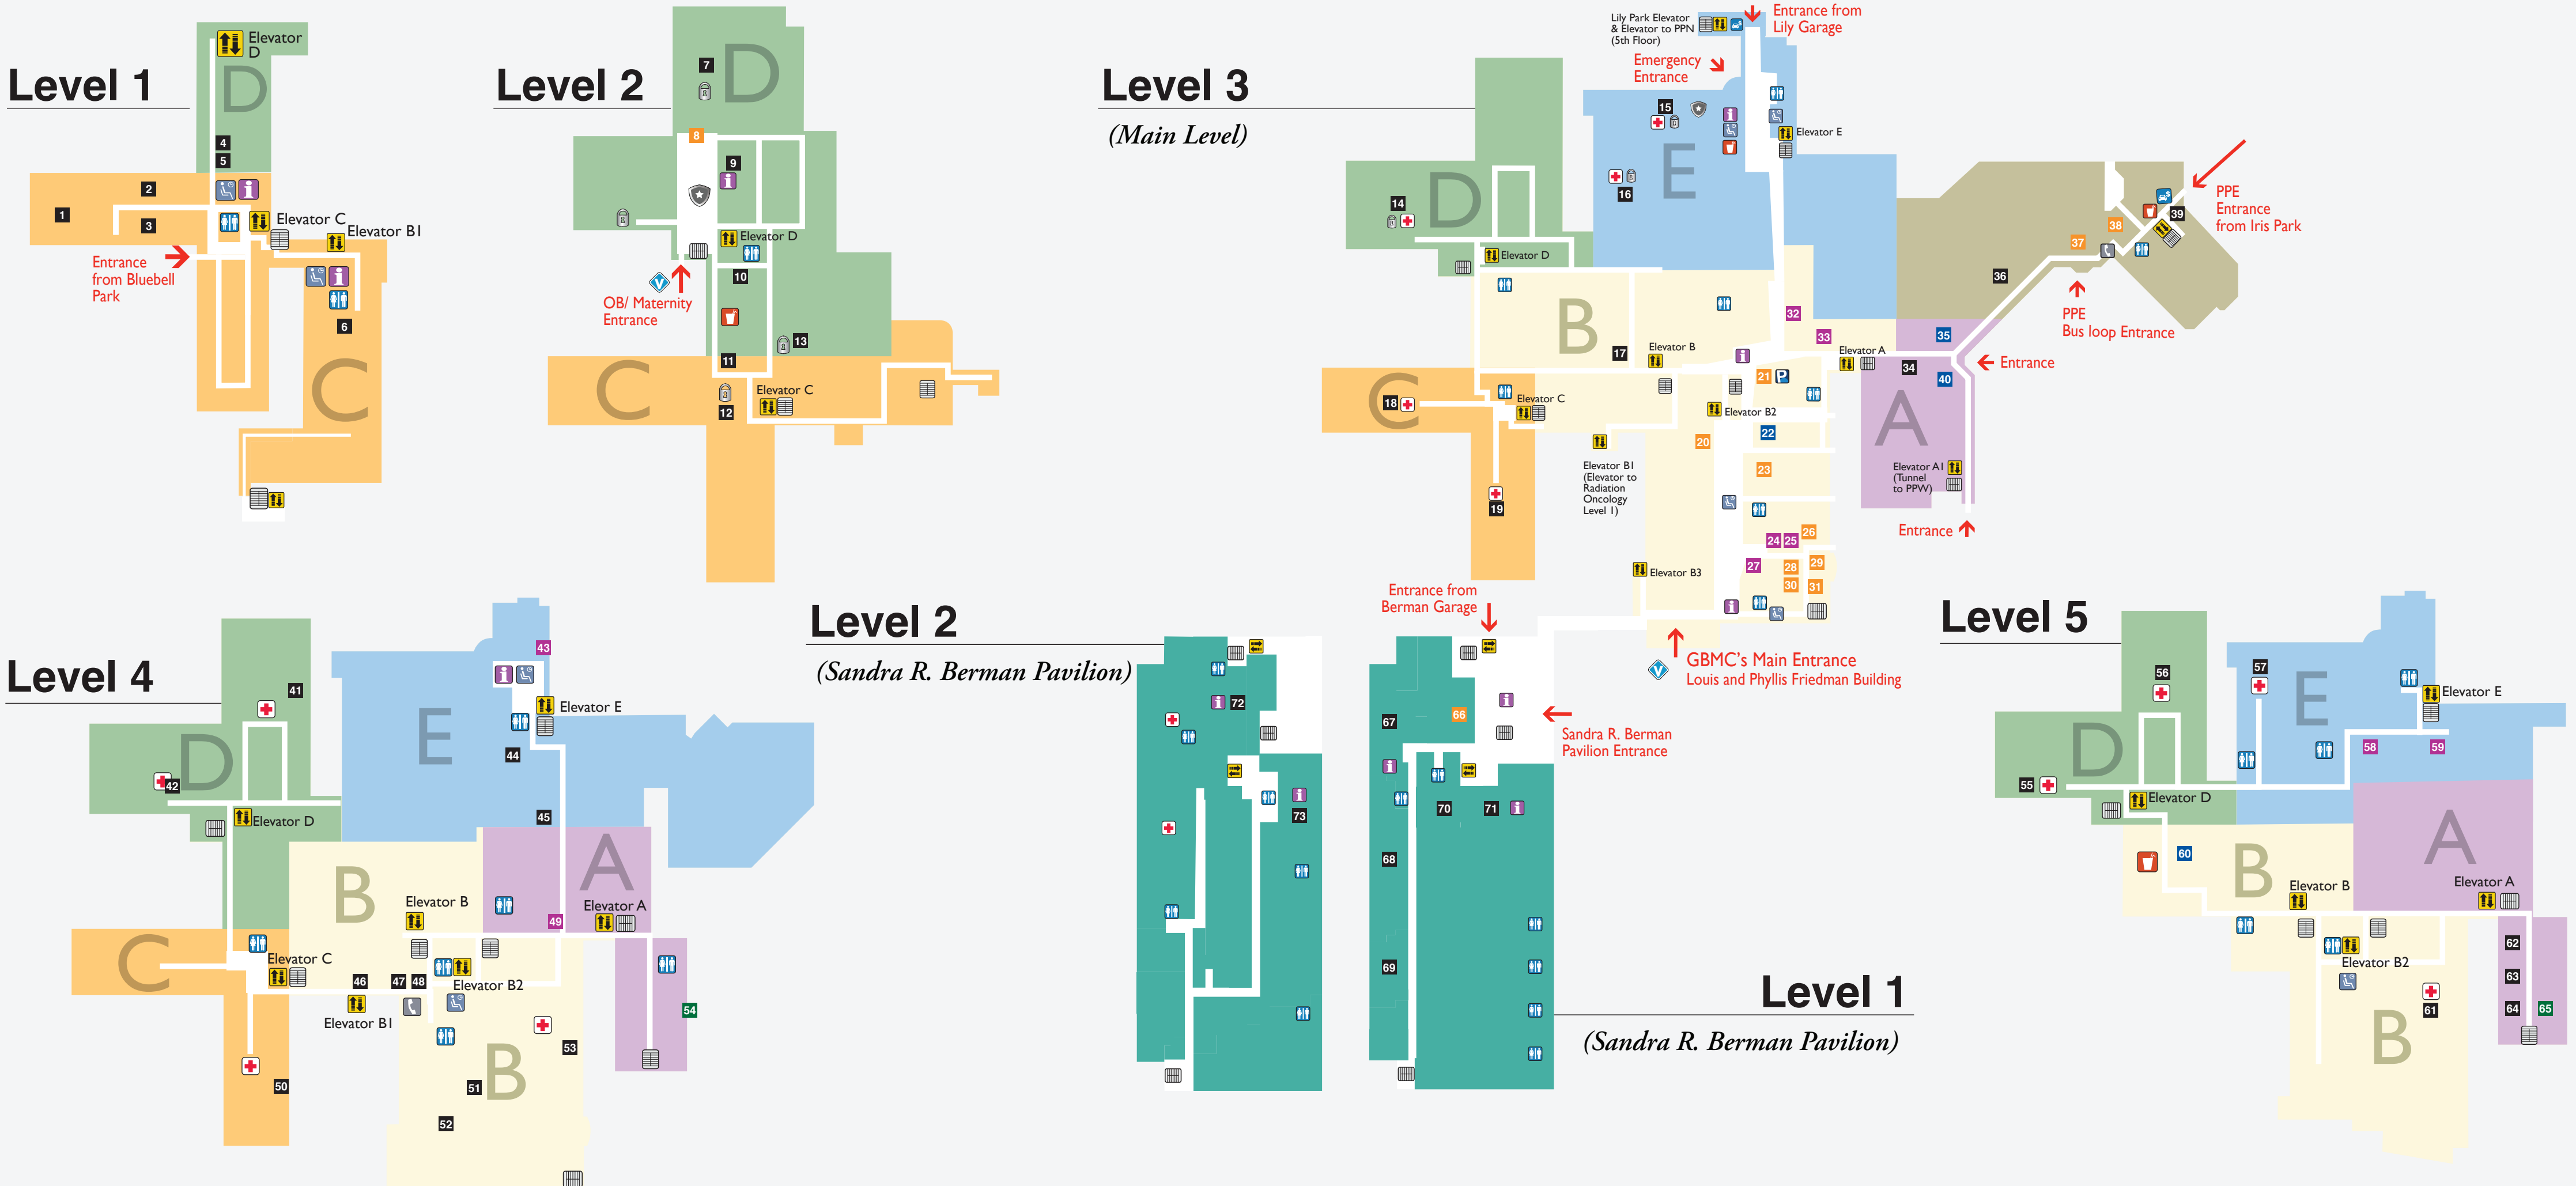 Level 1
Elevator
D
D
4
5
2
1
3
Elevator C
Elevator B1
Entrance
from Bluebell
Park
6
C
Level 2
7
D
8
9
Elevator D
10
OB/ Maternity
Entrance
13
11
C
12
Elevator C
Level 3
(Main Level)
Lily Park Elevator
& Elevator to PPN
(5th Floor)
Entrance from
Lily Garage
Emergency
Entrance
15
Elevator E
E
16
14
D
Elevator D
39
38
37
36
PPE
Entrance
from Iris Park
PPE
Bus loop Entrance
B
32
33
35
17
Elevator B
Elevator A
34
Entrance
21
40
C
18
Elevator C
Elevator B2
A
20
22
23
Elevator B1
(Elevator to
Radiation
Oncology
Level 1)
Elevator A1
(Tunnel
to PPW)
19
Entrance
26
24
25
27
28
29
30
31
Elevator B3
GBMC's Main Entrance
Louis and Phyllis Friedman Building
Level 4
41
43
D
42
E
Elevator E
44
Elevator D
45
B
A
Elevator B
49
Elevator A
C
Elevator C
46
47
48
Elevator B2
Elevator B1
54
53
50
51
B
52
Level 2
(Sandra R. Berman Pavilion)
72
73
Entrance from
Berman Garage
67
66
Sandra R. Berman
Pavilion Entrance
70
71
68
69
Level 1
(Sandra R. Berman Pavilion)
Level 5
56
57
E
Elevator E
D
58
59
55
Elevator D
60
B
A
Elevator B
Elevator A
62
Elevator B2
63
61
64
65
B